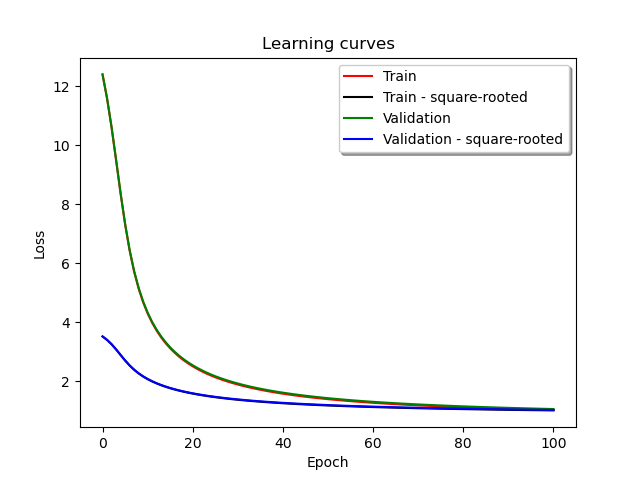 Learning curves
Train
Train - square-rooted
Validation
Validation - square-rooted
12
10
8
6
4
2
Loss
0
20
40
60
80
100
Epoch